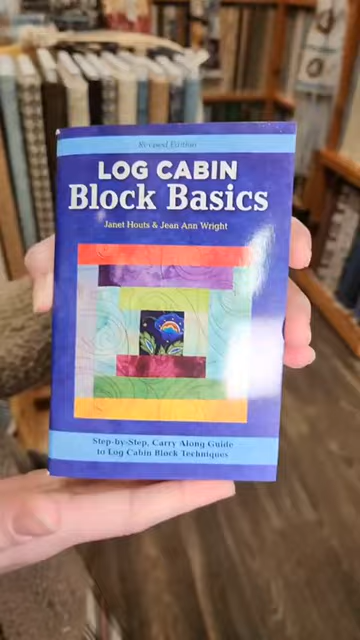 Revised Edition
LOG CABIN
Block Basics
Janet Houts & Jean Ann Wright
Step-by-Step, Carry Along Guide
to Log Cabin Block Techniques